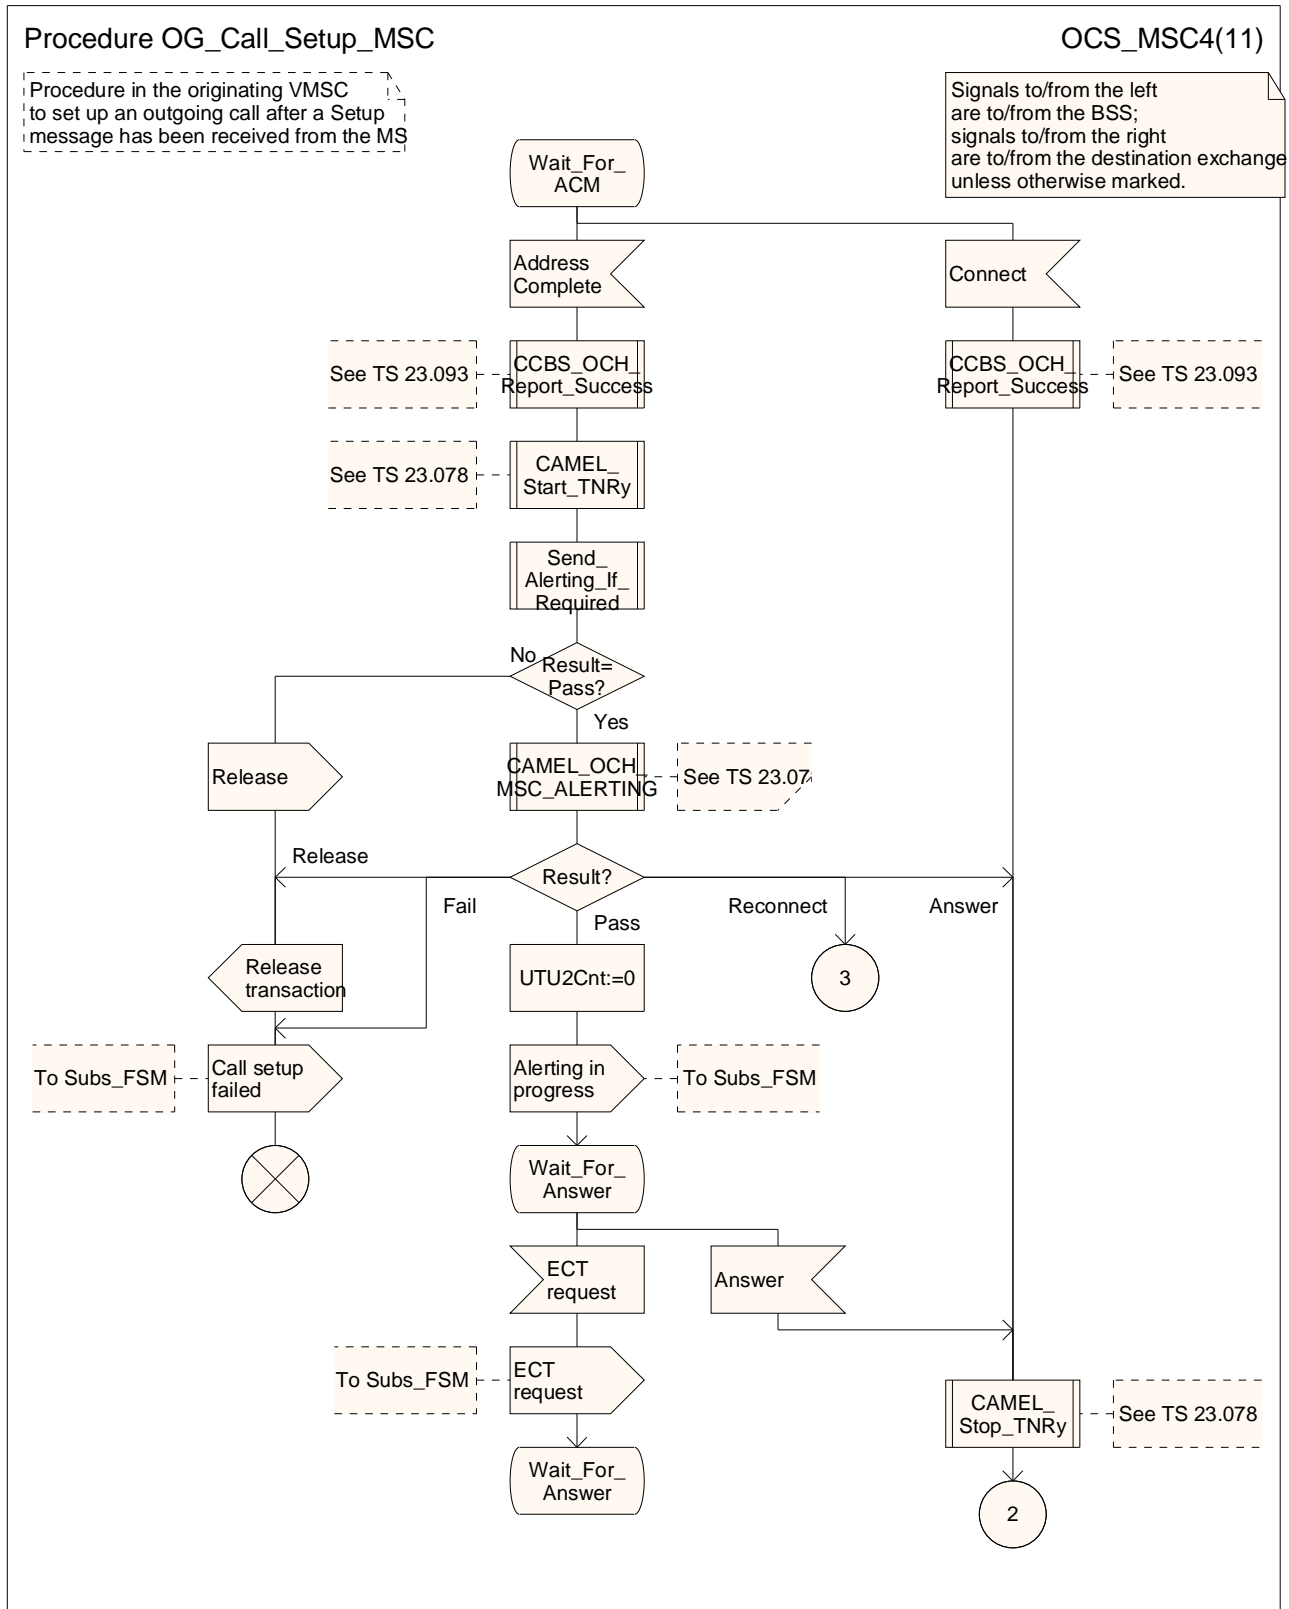 Procedure OG_Call_Setup_MSC
OCS_MSC4(11)
Procedure in the originating VMSC
to set up an outgoing call after a Setup
message has been received from the MS
Signals to/from the left
are to/from the BSS;
signals to/from the right
are to/from the destination exchange
unless otherwise marked.
Wait_For_
ACM
Address
Complete
Connect
See TS 23.093
CCBS_OCH_
Report_Success
CCBS_OCH_
Report_Success
See TS 23.093
See TS 23.078
CAMEL_
Start_TNRy
Send_
Alerting_If_
Required
No
Result=
Pass?
Yes
Release
CAMEL_OCH_
MSC_ALERTING
See TS 23.07
Release
Result?
Fail
Pass
Reconnect
Answer
Release
transaction
UTU2Cnt:=0
3
To Subs_FSM
Call setup
failed
Alerting in
progress
To Subs_FSM
Wait_For_
Answer
ECT
request
Answer
To Subs_FSM
ECT
request
CAMEL_
Stop_TNRy
See TS 23.078
Wait_For_
Answer
2